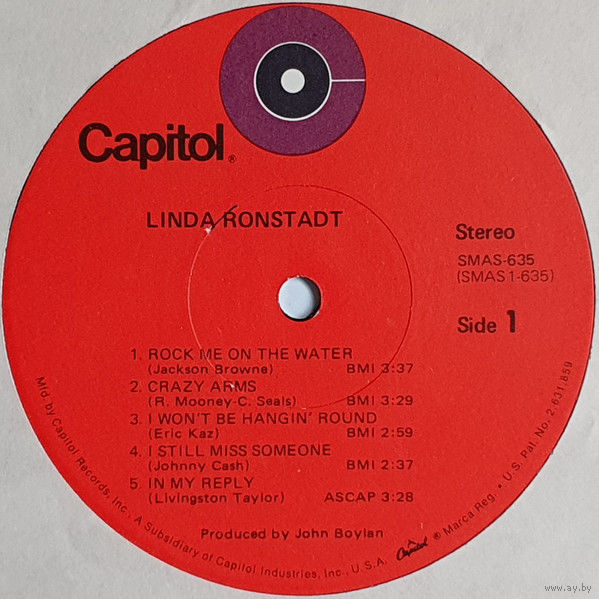 Capitol®
LINDA RONSTADT
Stereo
SMAS-635
(SMAS1-635)
Side 1
1. ROCK ME ON THE WATER
(Jackson Browne) BMI 3:37
2. CRAZY ARMS
(R. Mooney-C. Seals) BMI 3:29
3. I WON'T BE HANGIN' ROUND
(Eric Kaz) BMI 2:59
4. I STILL MISS SOMEONE
(Johnny Cash) BMI 2:37
5. IN MY REPLY
(Livingston Taylor) ASCAP 3:28
Produced by John Boylan
Mfd by Capitol Records, Inc., A Subsidiary of Capitol Industries, Inc., U.S.A. Capitol ® Marca Reg. • U.S. Pat. No. 2,631,859
www.ay.by